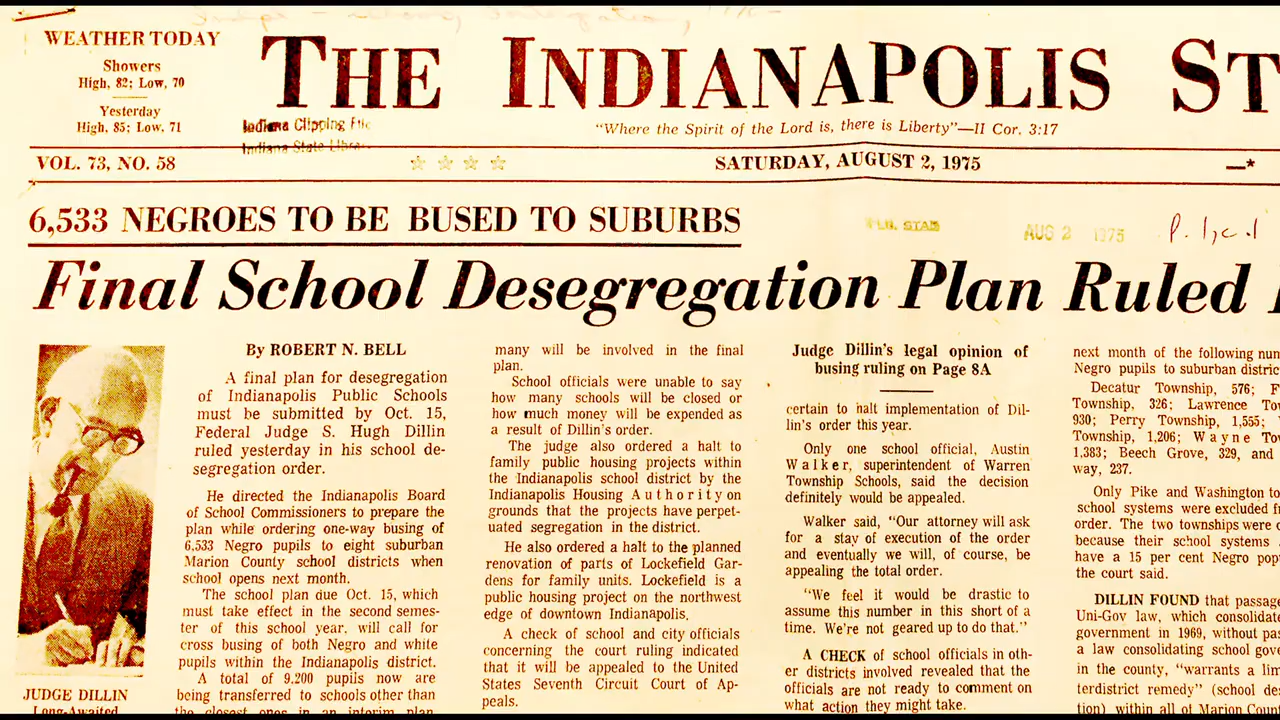 WEATHER TODAY
Showers
High, 82; Low, 70
Yesterday
High, 85; Low, 71
THE INDIANAPOLIS ST
Indiana Clipping File
Indiana State Library
"Where the Spirit of the Lord is, there is Liberty"—II Cor. 3:17
VOL. 73, NO. 58
☆ ☆ ☆ ☆
SATURDAY, AUGUST 2, 1975
—*
6,533 NEGROES TO BE BUSED TO SUBURBS
STAR
AUG 2 1975
Final School Desegregation Plan Ruled
JUDGE DILLIN
Long-Awaited
By ROBERT N. BELL
A final plan for desegregation
of Indianapolis Public Schools
must be submitted by Oct. 15,
Federal Judge S. Hugh Dillin
ruled yesterday in his school de-
segregation order.
He directed the Indianapolis Board
of School Commissioners to prepare the
plan while ordering one-way busing of
6,533 Negro pupils to eight suburban
Marion County school districts when
school opens next month.
The school plan due Oct. 15, which
must take effect in the second semes-
ter of this school year, will call for
cross busing of both Negro and white
pupils within the Indianapolis district.
A total of 9,200 pupils now are
being transferred to schools other than
the closest ones in an interim plan
many will be involved in the final
plan.
School officials were unable to say
how many schools will be closed or
how much money will be expended as
a result of Dillin's order.
The judge also ordered a halt to
family public housing projects within
the Indianapolis school district by the
Indianapolis Housing Authority on
grounds that the projects have perpet-
uated segregation in the district.
He also ordered a halt to the planned
renovation of parts of Lockefield Gar-
dens for family units. Lockefield is a
public housing project on the northwest
edge of downtown Indianapolis.
A check of school and city officials
concerning the court ruling indicated
that it will be appealed to the United
States Seventh Circuit Court of Ap-
peals.
Judge Dillin's legal opinion of
busing ruling on Page 8A
certain to halt implementation of Dil-
lin's order this year.
Only one school official, Austin
Walker, superintendent of Warren
Township Schools, said the decision
definitely would be appealed.
Walker said, "Our attorney will ask
for a stay of execution of the order
and eventually we will, of course, be
appealing the total order.
"We feel it would be drastic to
assume this number in this short of a
time. We're not geared up to do that."
A CHECK of school officials in oth-
er districts involved revealed that the
officials are not ready to comment on
what action they might take.
next month of the following num
Negro pupils to suburban distric
Decatur Township, 576; F
Township, 326; Lawrence To
930; Perry Township, 1,555;
Township, 1,206; Wayne To
1,383; Beech Grove, 329, and
way, 237.
Only Pike and Washington to
school systems were excluded f
order. The two townships were
because their school systems
have a 15 per cent Negro pop
the court said.
DILLIN FOUND that passage
Uni-Gov law, which consolidate
government in 1969, without pa
a law consolidating school gov
in the county, "warrants a lim
terdistrict remedy" (school des
tion) within all of Marion Count